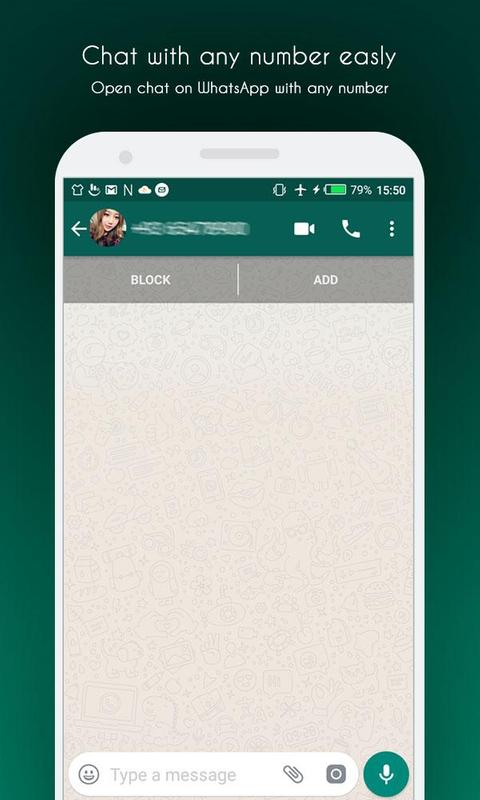 Chat with any number easly
Open chat on WhatsApp with any number
79% 15:50
BLOCK
ADD
Type a message